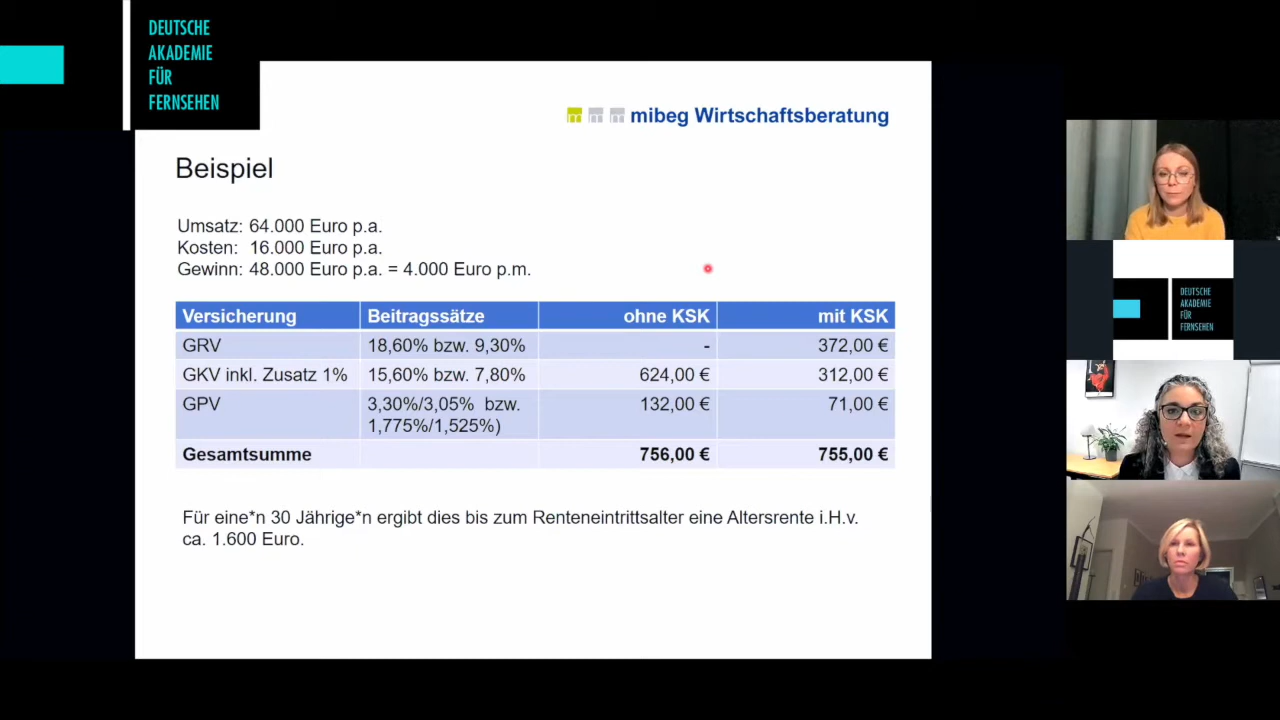 DEUTSCHE
AKADEMIE
FÜR
FERNSEHEN
mibeg Wirtschaftsberatung
Beispiel
Umsatz: 64.000 Euro p.a.
Kosten: 16.000 Euro p.a.
Gewinn: 48.000 Euro p.a. = 4.000 Euro p.m.
Versicherung Beitragssätze ohne KSK mit KSK
GRV 18,60% bzw. 9,30% - 372,00 €
GKV inkl. Zusatz 1% 15,60% bzw. 7,80% 624,00 € 312,00 €
GPV 3,30%/3,05% bzw. 132,00 € 71,00 €
1,775%/1,525%)
Gesamtsumme 756,00 € 755,00 €
Für eine*n 30 Jährige*n ergibt dies bis zum Renteneintrittsalter eine Altersrente i.H.v.
ca. 1.600 Euro.
DEUTSCHE
AKADEMIE
FÜR
FERNSEHEN